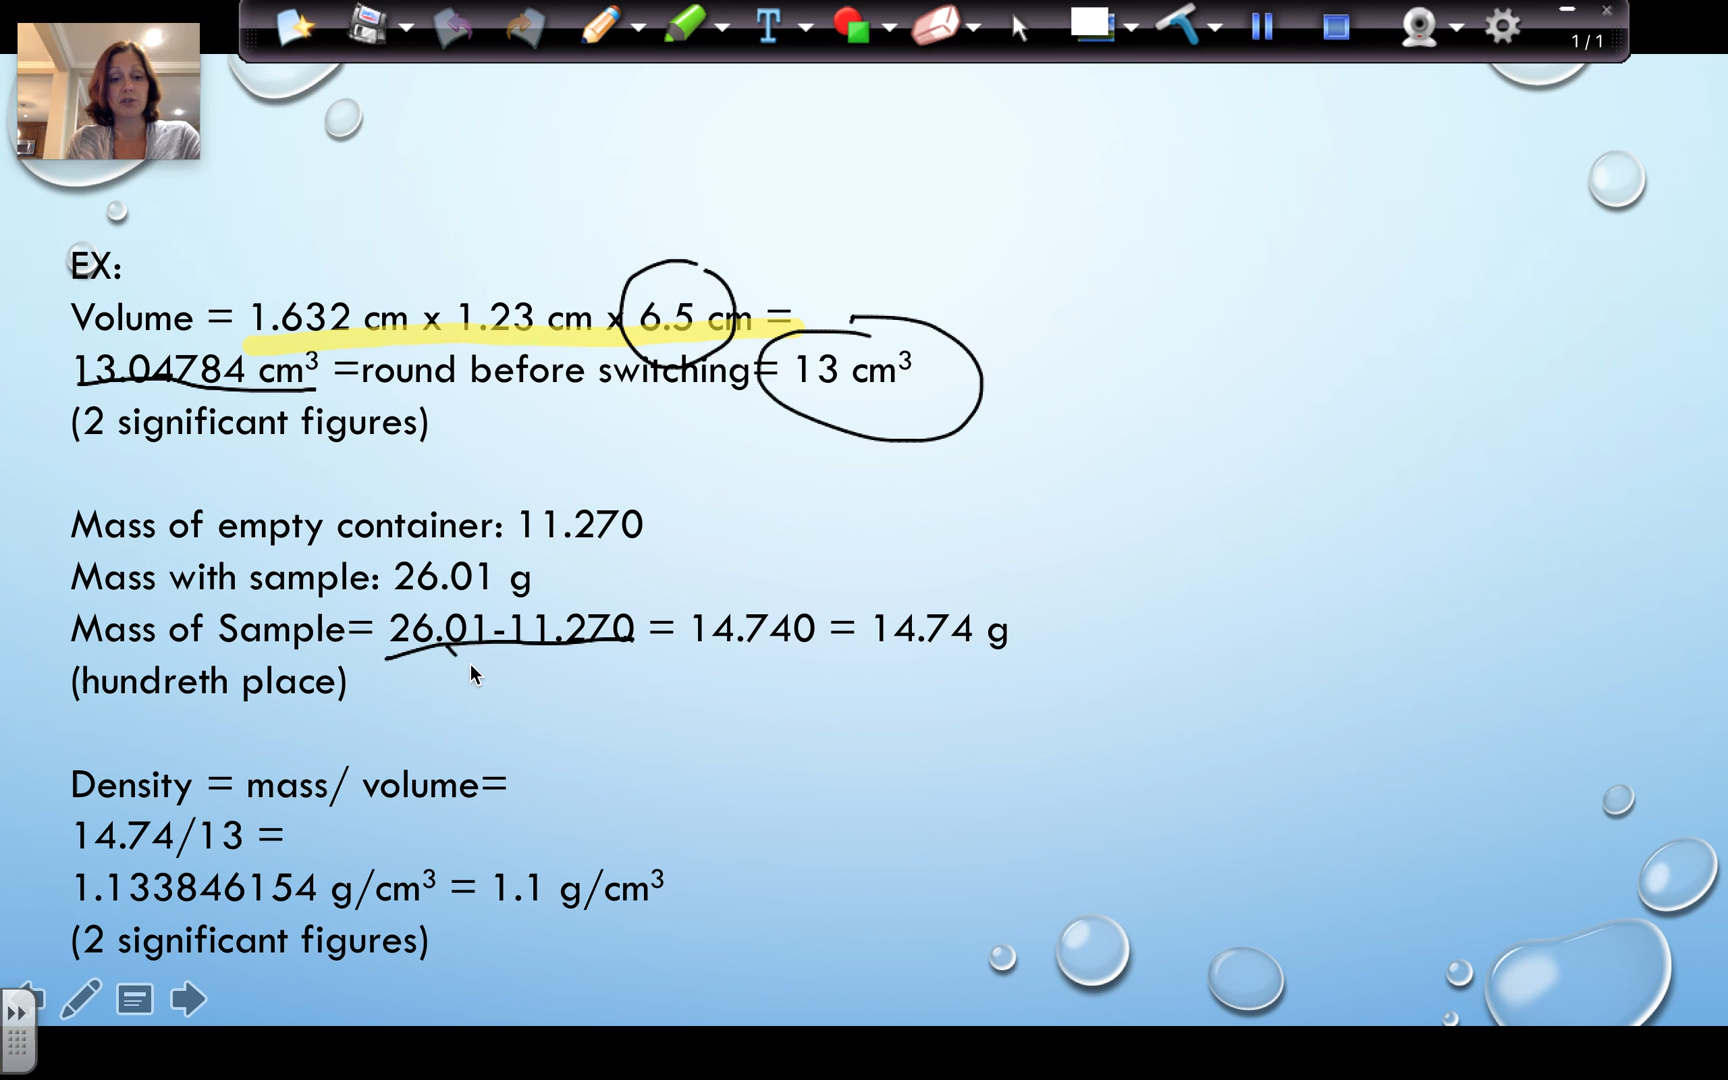 1/1
EX:
Volume = 1.632 cm x 1.23 cm x 6.5 cm =
13.04784 cm³ =round before switching= 13 cm³
(2 significant figures)
Mass of empty container: 11.270
Mass with sample: 26.01 g
Mass of Sample= 26.01-11.270 = 14.740 = 14.74 g
(hundreth place)
Density = mass/ volume=
14.74/13 =
1.133846154 g/cm³ = 1.1 g/cm³
(2 significant figures)